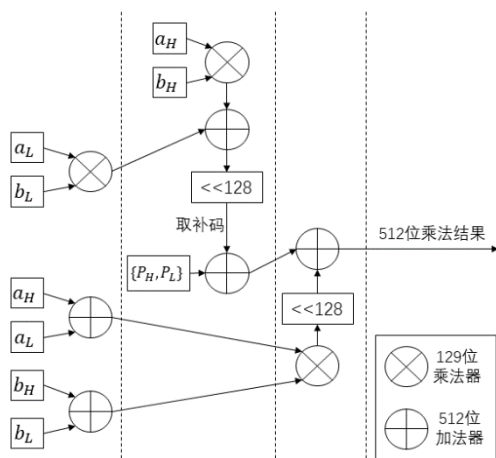 a_H
b_H
a_L
b_L
<<128
取补码
512位乘法结果
{P_H, P_L}
<<128
a_H
a_L
b_H
b_L
129位
乘法器
512位
加法器